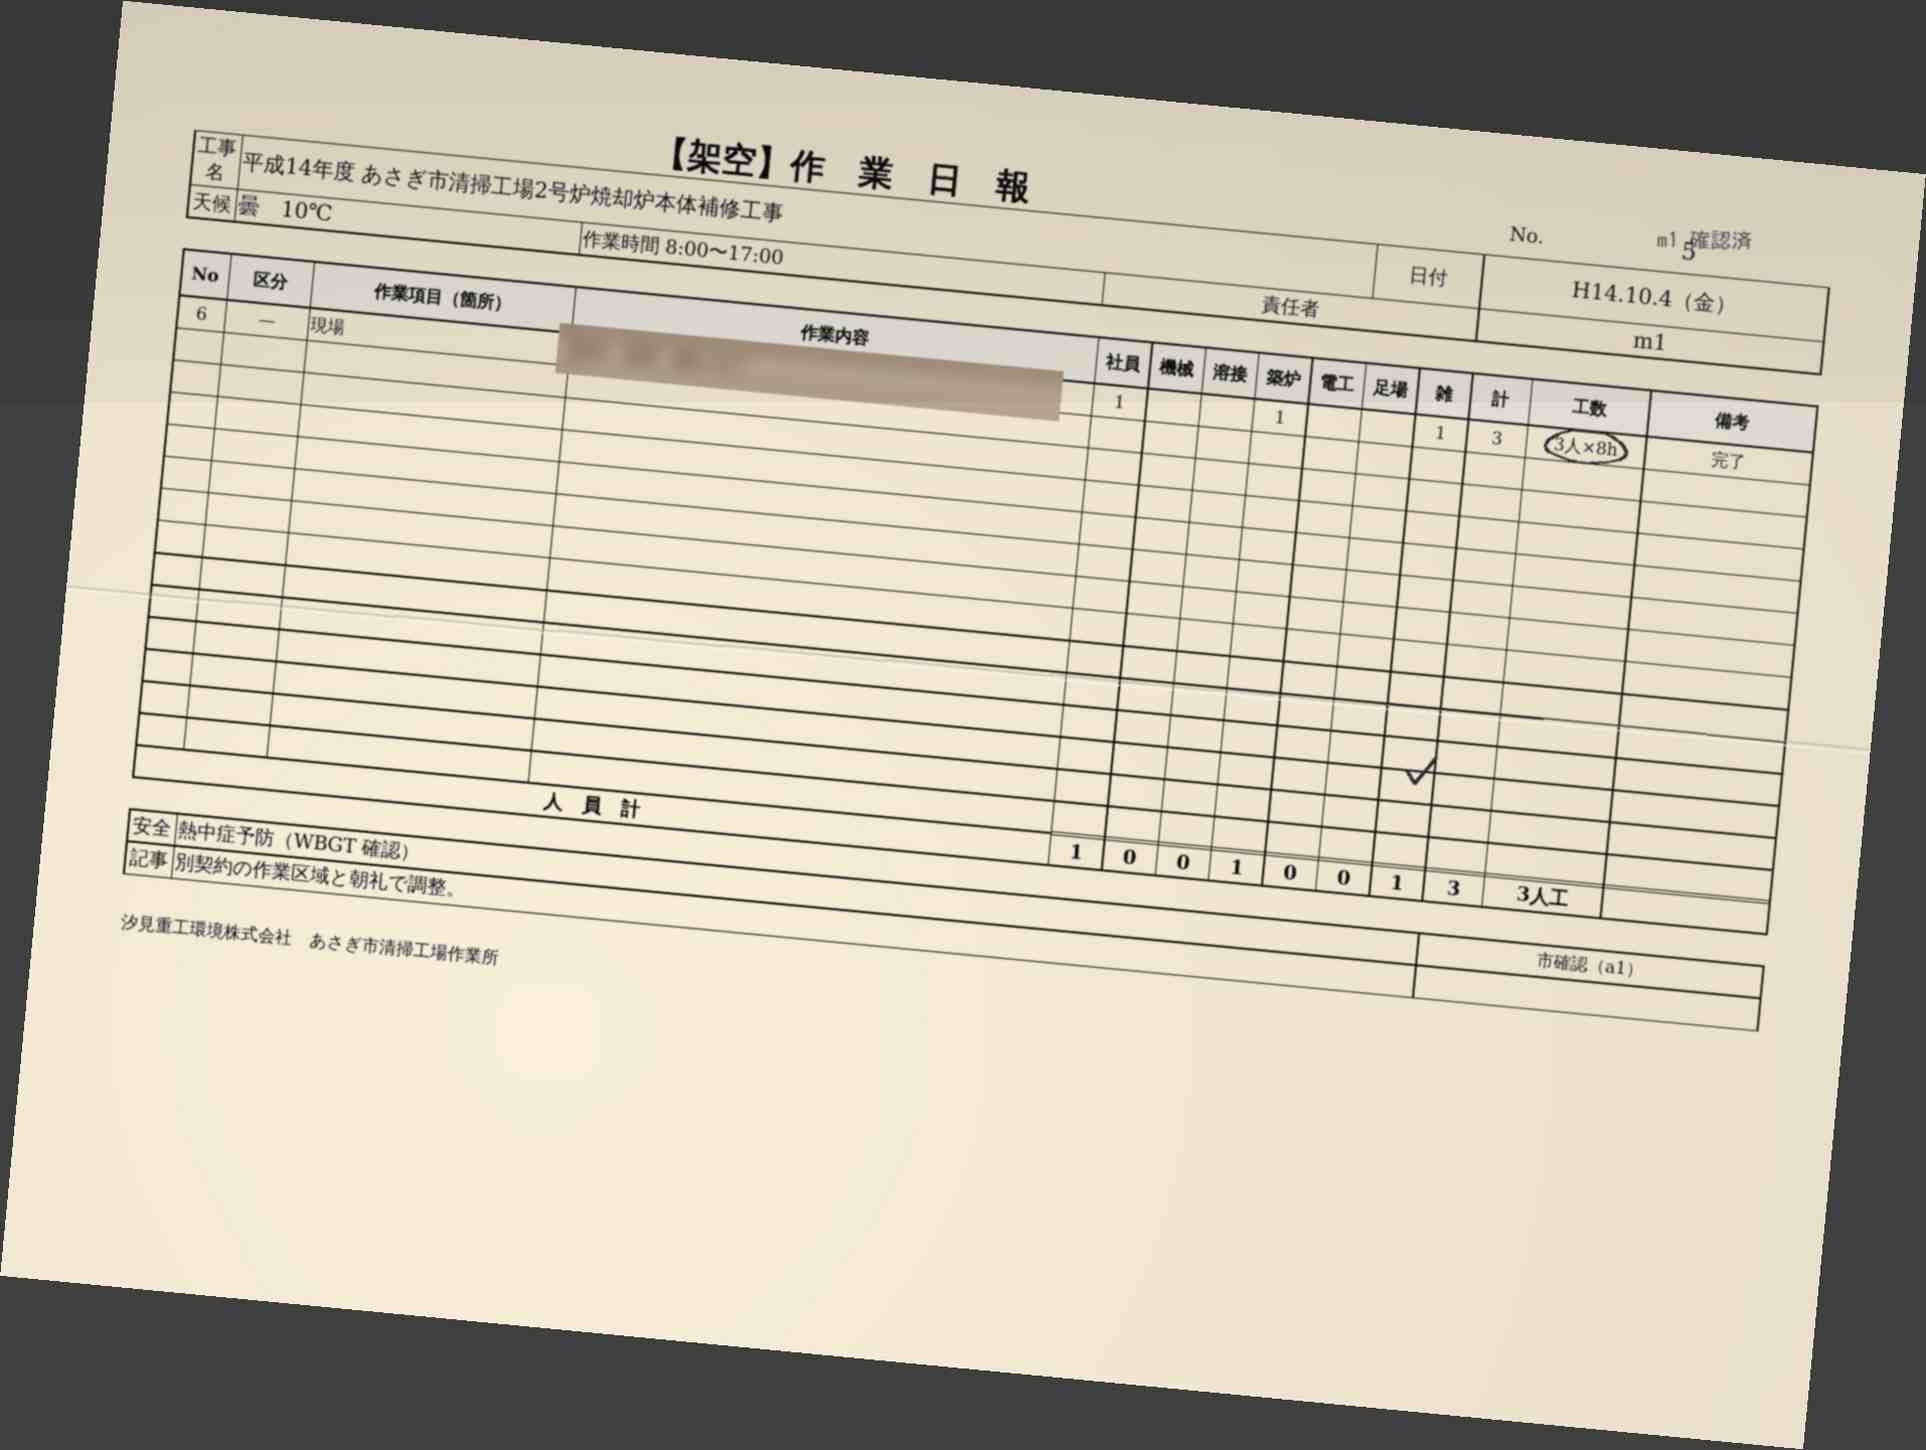 【架空】作 業 日 報
No. 5
m1 確認済
工事名 平成14年度 あさぎ市清掃工場2号炉焼却炉本体補修工事 日付 H14.10.4（金）
天候 曇 10℃ 作業時間 8:00〜17:00 責任者 m1
No 区分 作業項目（箇所） 作業内容 社員 機械 溶接 築炉 電工 足場 雑 計 工数 備考
6 — 現場 1 1 1 3 3人×8h 完了
人 員 計 1 0 0 1 0 0 1 3 3人工
安全 熱中症予防（WBGT 確認） 市確認（a1）
記事 別契約の作業区域と朝礼で調整。
汐見重工環境株式会社 あさぎ市清掃工場作業所